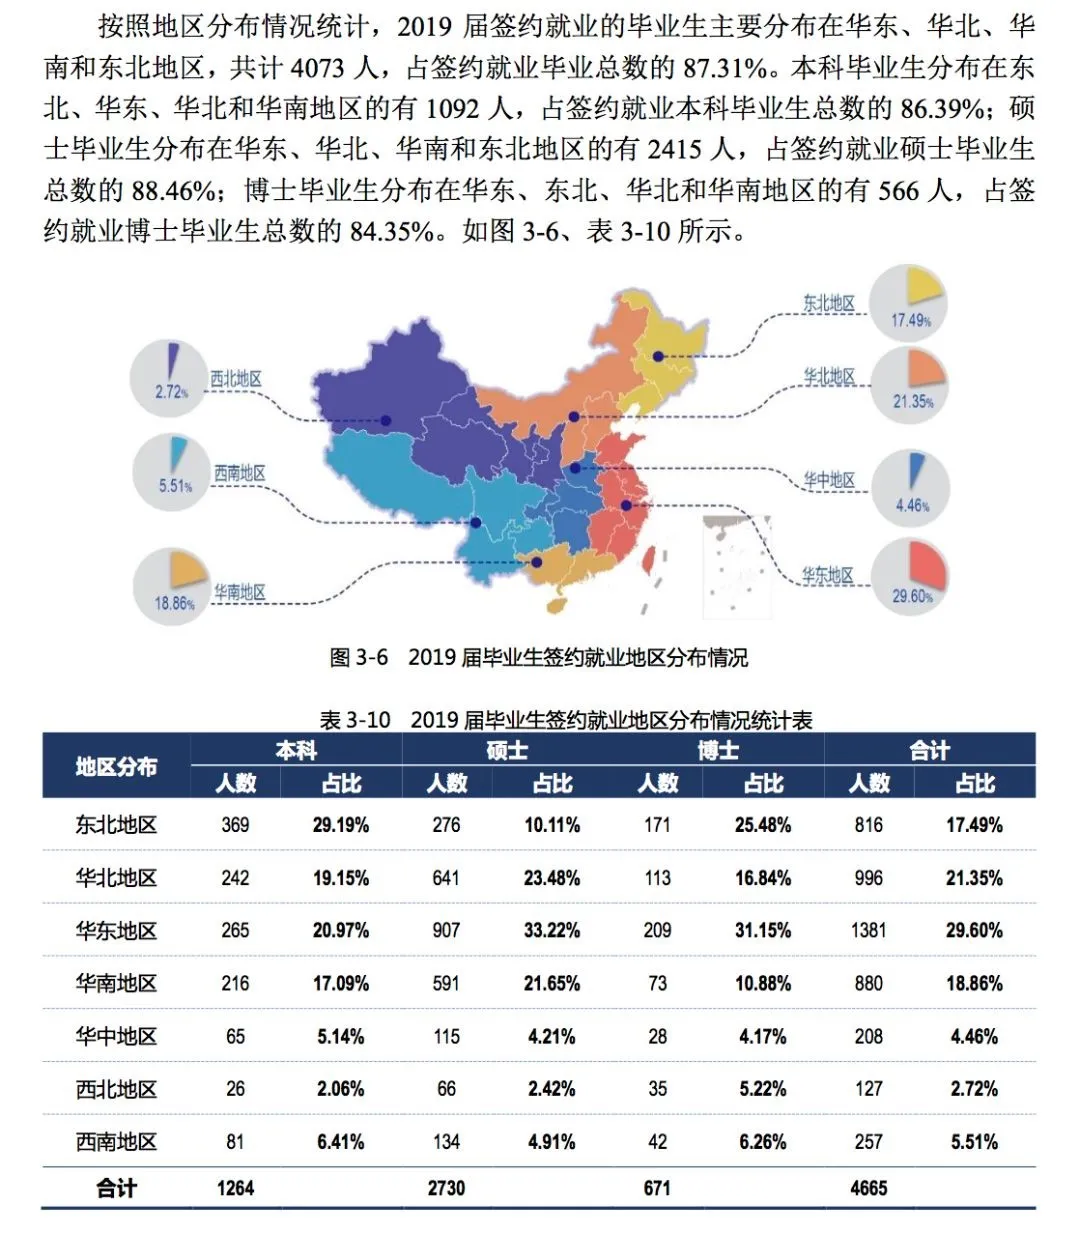 按照地区分布情况统计，2019 届签约就业的毕业生主要分布在华东、华北、华
南和东北地区，共计 4073 人，占签约就业毕业总数的 87.31%。本科毕业生分布在东
北、华东、华北和华南地区的有 1092 人，占签约就业本科毕业生总数的 86.39%；硕
士毕业生分布在华东、华北、华南和东北地区的有 2415 人，占签约就业硕士毕业生
总数的 88.46%；博士毕业生分布在华东、东北、华北和华南地区的有 566 人，占签
约就业博士毕业生总数的 84.35%。如图 3-6、表 3-10 所示。
东北地区 17.49%
西北地区 2.72%
华北地区 21.35%
西南地区 5.51%
华中地区 4.46%
华南地区 18.86%
华东地区 29.60%
图 3-6 2019 届毕业生签约就业地区分布情况
表 3-10 2019 届毕业生签约就业地区分布情况统计表
地区分布 本科 硕士 博士 合计
人数 占比 人数 占比 人数 占比 人数 占比
东北地区 369 29.19% 276 10.11% 171 25.48% 816 17.49%
华北地区 242 19.15% 641 23.48% 113 16.84% 996 21.35%
华东地区 265 20.97% 907 33.22% 209 31.15% 1381 29.60%
华南地区 216 17.09% 591 21.65% 73 10.88% 880 18.86%
华中地区 65 5.14% 115 4.21% 28 4.17% 208 4.46%
西北地区 26 2.06% 66 2.42% 35 5.22% 127 2.72%
西南地区 81 6.41% 134 4.91% 42 6.26% 257 5.51%
合计 1264 2730 671 4665